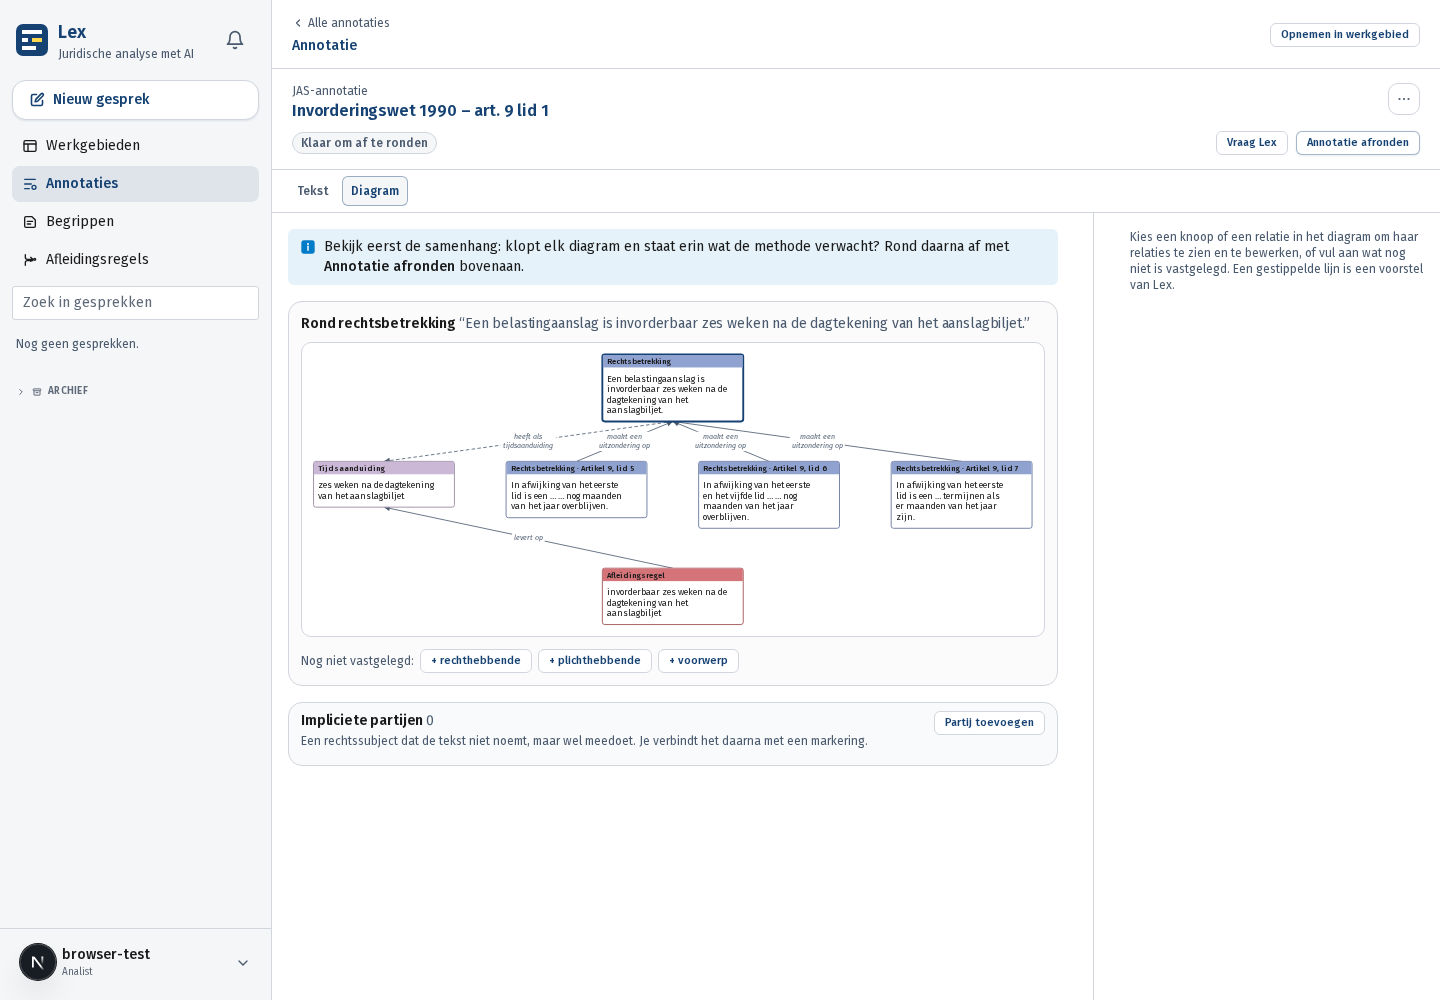 Lex
Juridische analyse met AI
Nieuw gesprek
Werkgebieden
Annotaties
Begrippen
Afleidingsregels
Zoek in gesprekken
Nog geen gesprekken.
ARCHIEF
browser-test
Analist
Alle annotaties
Annotatie
Opnemen in werkgebied
JAS-annotatie
Invorderingswet 1990 – art. 9 lid 1
Klaar om af te ronden
Vraag Lex
Annotatie afronden
Tekst
Diagram
Bekijk eerst de samenhang: klopt elk diagram en staat erin wat de methode verwacht? Rond daarna af met
Annotatie afronden bovenaan.
Rond rechtsbetrekking “Een belastingaanslag is invorderbaar zes weken na de dagtekening van het aanslagbiljet.”
Rechtsbetrekking
Een belastingaanslag is
invorderbaar zes weken na de
dagtekening van het
aanslagbiljet.
heeft als
tijdsaanduiding
maakt een
uitzondering op
maakt een
uitzondering op
maakt een
uitzondering op
Tijdsaanduiding
zes weken na de dagtekening
van het aanslagbiljet
Rechtsbetrekking · Artikel 9, lid 5
In afwijking van het eerste
lid is een … … nog maanden
van het jaar overblijven.
Rechtsbetrekking · Artikel 9, lid 6
In afwijking van het eerste
en het vijfde lid … … nog
maanden van het jaar
overblijven.
Rechtsbetrekking · Artikel 9, lid 7
In afwijking van het eerste
lid is een … termijnen als
er maanden van het jaar
zijn.
levert op
Afleidingsregel
invorderbaar zes weken na de
dagtekening van het
aanslagbiljet
Nog niet vastgelegd:
+ rechthebbende
+ plichthebbende
+ voorwerp
Impliciete partijen 0
Partij toevoegen
Een rechtssubject dat de tekst niet noemt, maar wel meedoet. Je verbindt het daarna met een markering.
Kies een knoop of een relatie in het diagram om haar
relaties te zien en te bewerken, of vul aan wat nog
niet is vastgelegd. Een gestippelde lijn is een voorstel
van Lex.